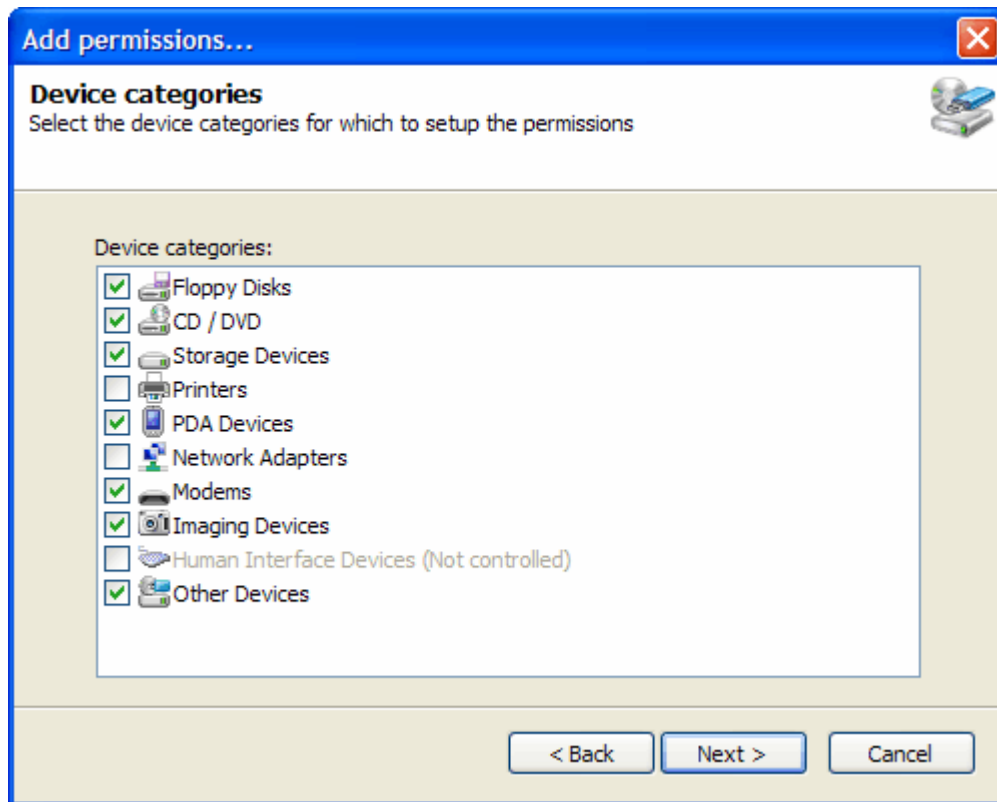 Add permissions...
Device categories
Select the device categories for which to setup the permissions
Device categories:
Floppy Disks
CD / DVD
Storage Devices
Printers
PDA Devices
Network Adapters
Modems
Imaging Devices
Human Interface Devices (Not controlled)
Other Devices
< Back
Next >
Cancel